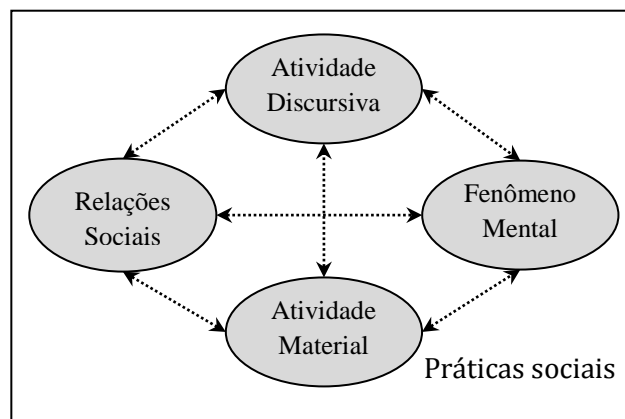 Atividade
Discursiva
Relações
Sociais
Fenômeno
Mental
Atividade
Material
Práticas sociais